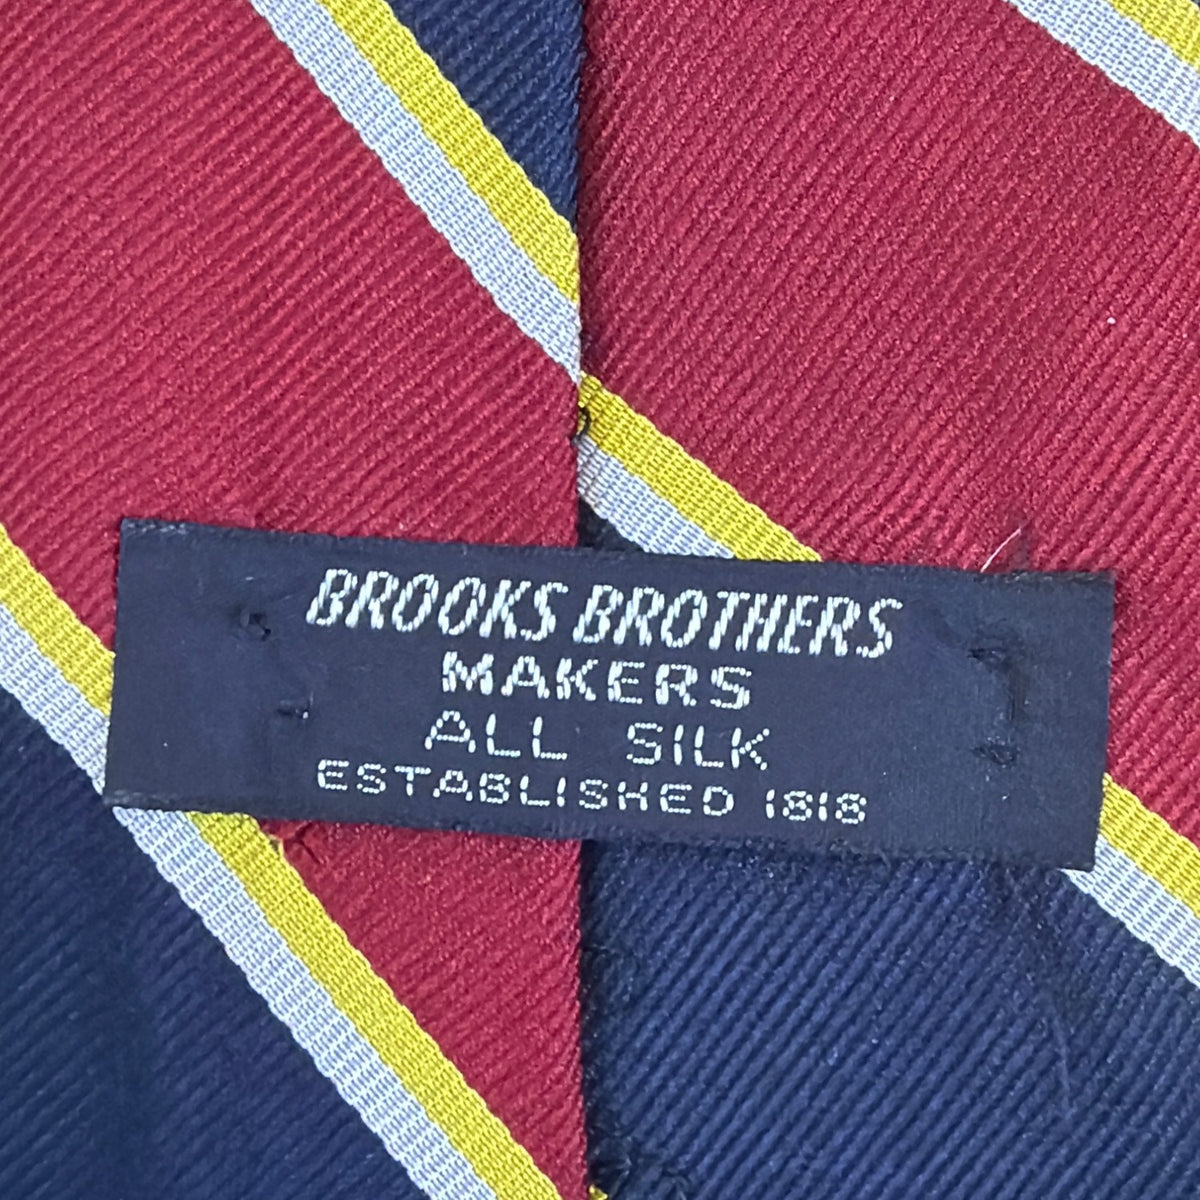 BROOKS BROTHERS
MAKERS
ALL SILK
ESTABLISHED 1818